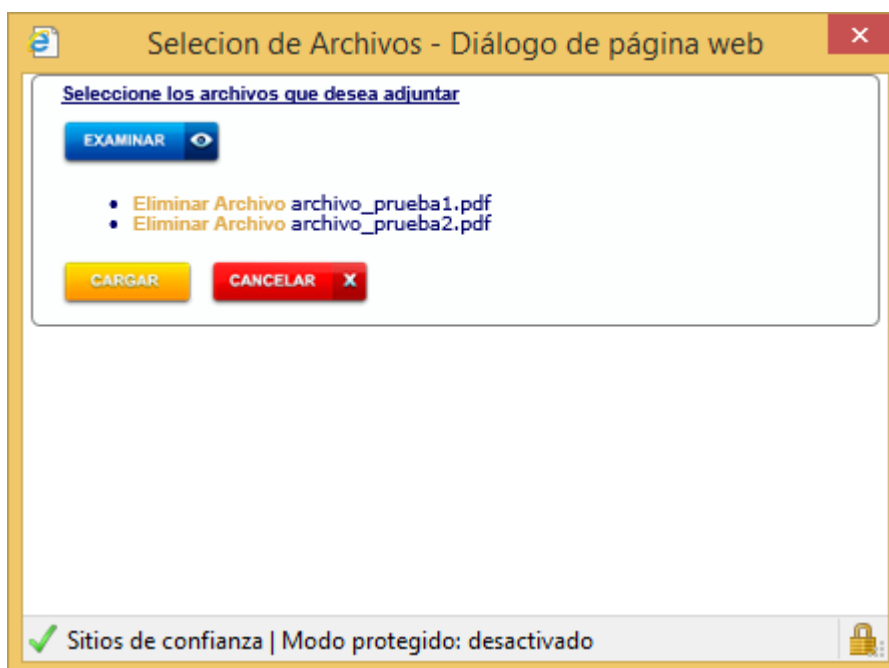 Selecion de Archivos - Diálogo de página web
Seleccione los archivos que desea adjuntar
EXAMINAR
Eliminar Archivo archivo_prueba1.pdf
Eliminar Archivo archivo_prueba2.pdf
CARGAR CANCELAR X
Sitios de confianza | Modo protegido: desactivado